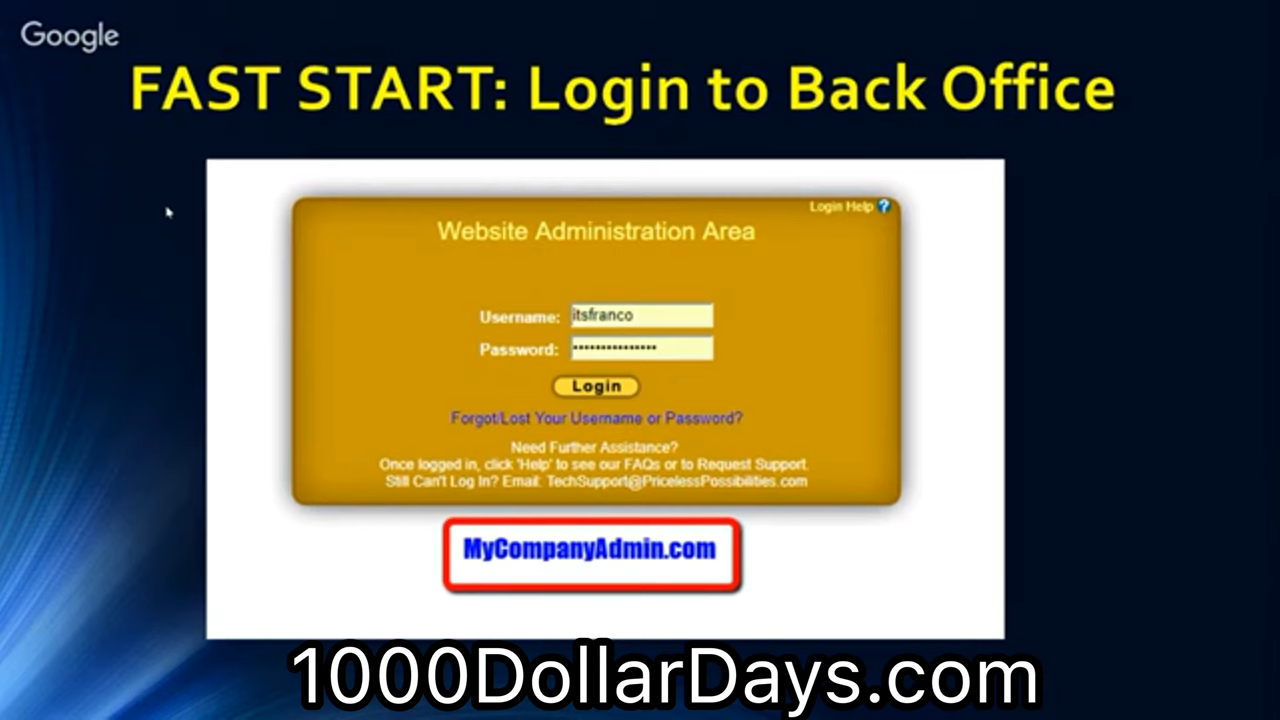 Google
FAST START: Login to Back Office
Login Help ?
Website Administration Area
Username: itsfranco
Password: •••••••••••••••
Login
Forgot/Lost Your Username or Password?
Need Further Assistance?
Once logged in, click 'Help' to see our FAQs or to Request Support.
Still Can't Log In? Email: TechSupport@PricelessPossibilities.com
MyCompanyAdmin.com
1000DollarDays.com